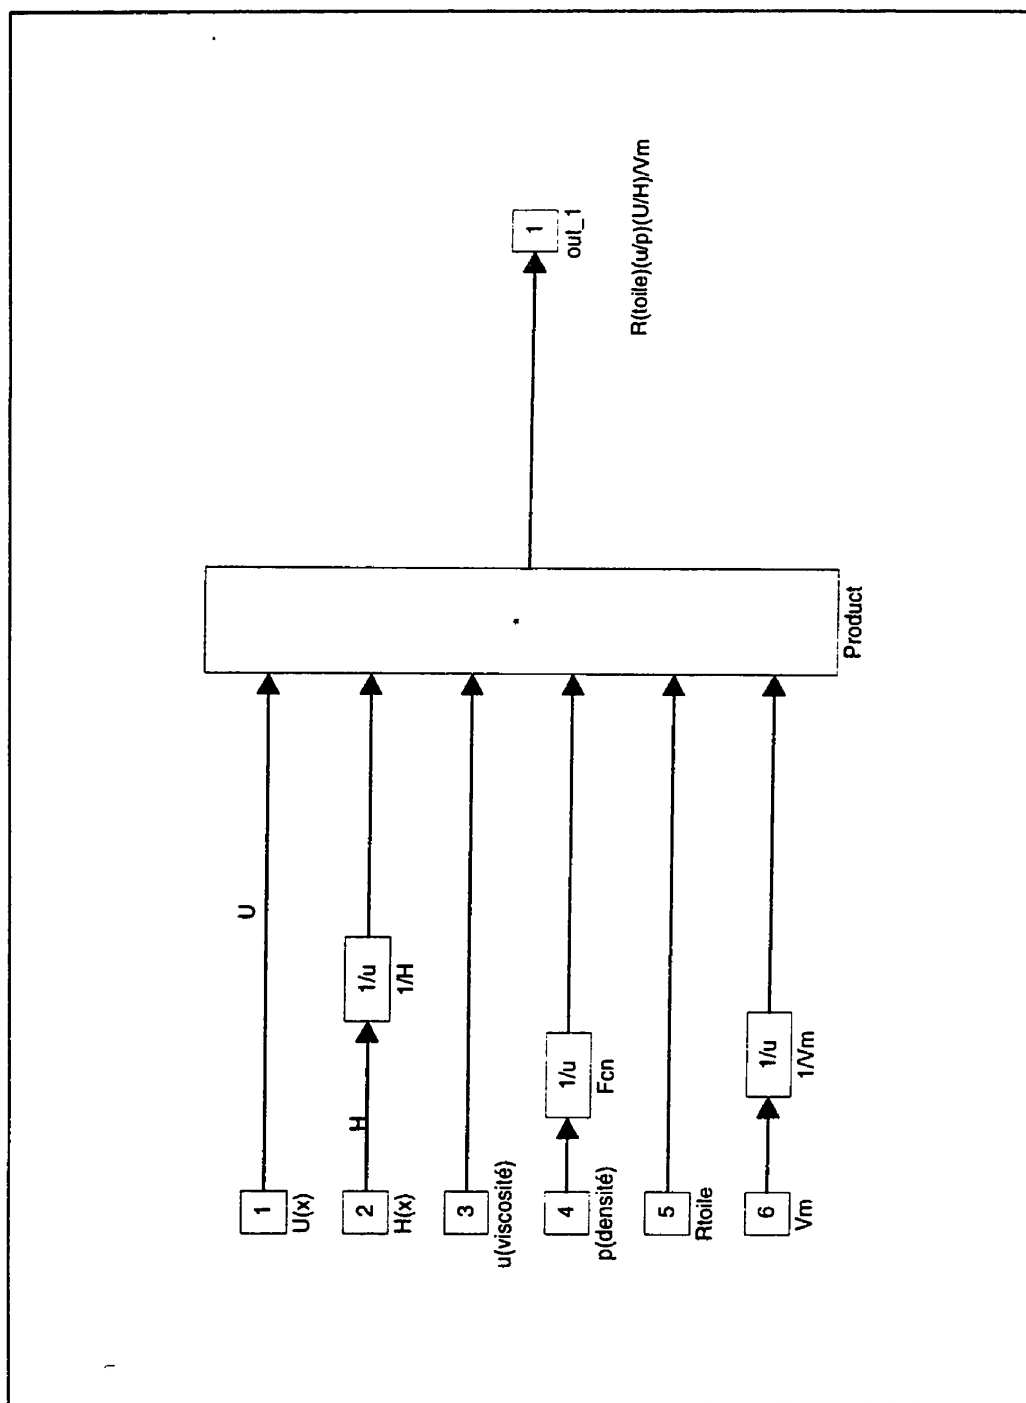 1
U(x)
U
2
H(x)
H
1/u
1/H
3
u(viscosité)
4
p(densité)
1/u
Fcn
5
Rtoile
6
Vm
1/u
1/Vm
*
Product
1
out_1
R(toile)(u/p)(U/H)/Vm